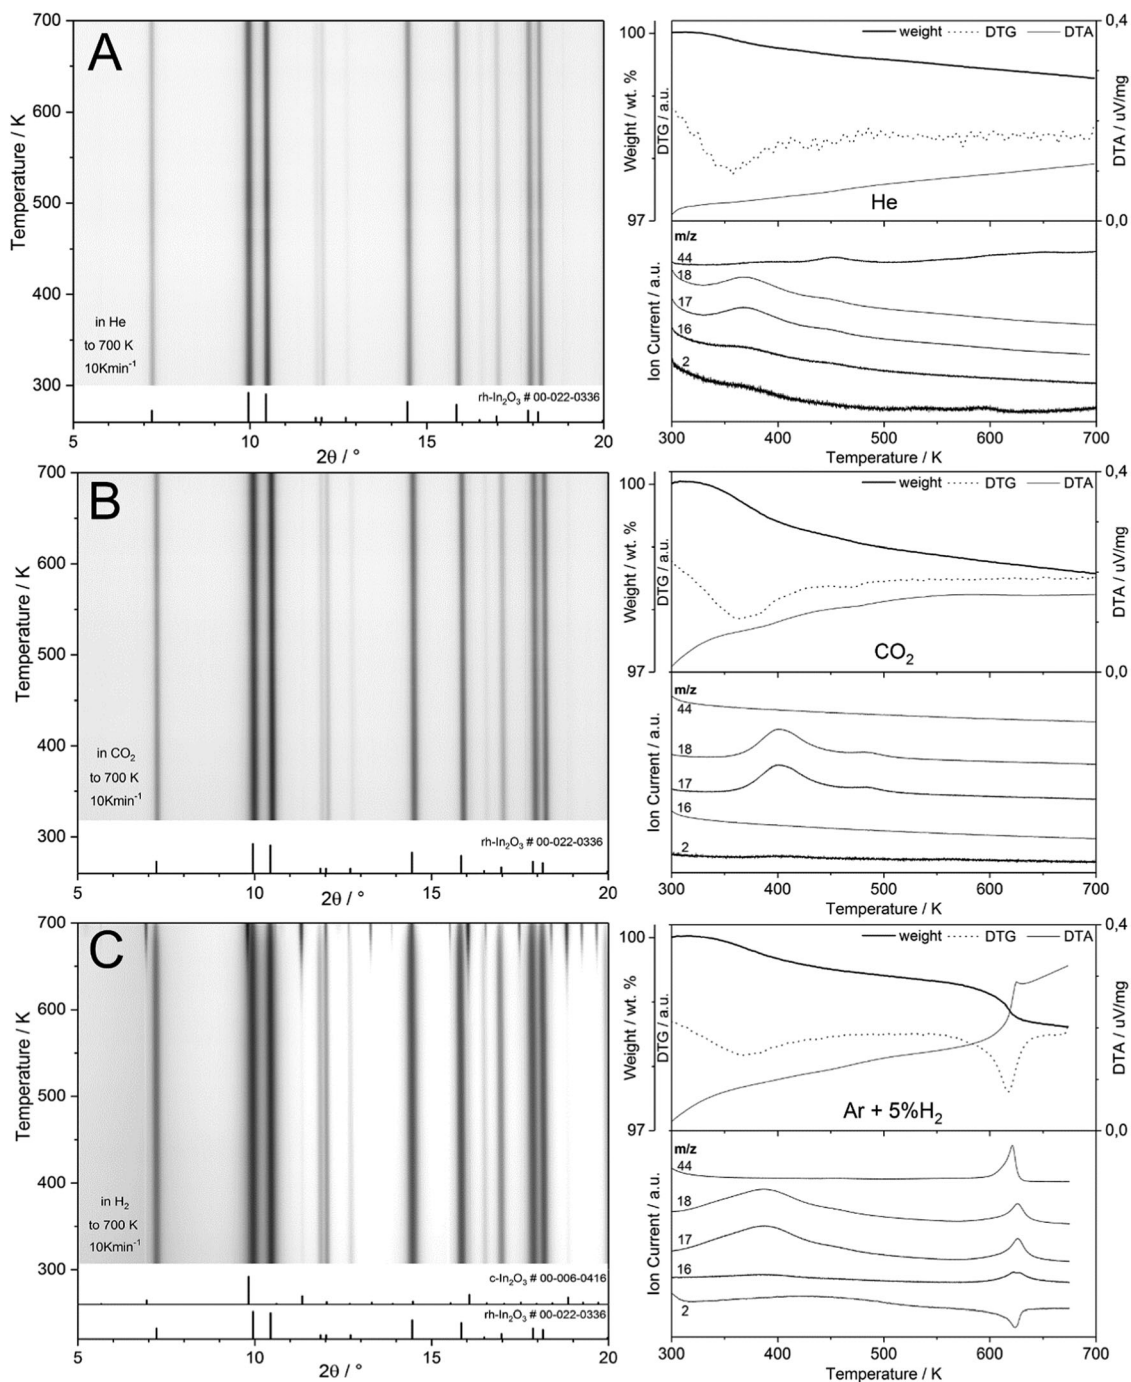 A
700
600
500
400
300
Temperature / K
in He
to 700 K
10Kmin⁻¹
rh-In₂O₃ # 00-022-0336
5 10 15 20
2θ / °
100
97
Weight / wt. %
DTG / a.u.
weight DTG DTA
0,4
0,0
DTA / uV/mg
He
m/z
44
18
17
16
2
Ion Current / a.u.
300 400 500 600 700
Temperature / K
B
700
600
500
400
300
Temperature / K
in CO₂
to 700 K
10Kmin⁻¹
rh-In₂O₃ # 00-022-0336
5 10 15 20
2θ / °
100
97
Weight / wt. %
DTG / a.u.
weight DTG DTA
0,4
0,0
DTA / uV/mg
CO₂
m/z
44
18
17
16
2
Ion Current / a.u.
300 400 500 600 700
Temperature / K
C
700
600
500
400
300
Temperature / K
in H₂
to 700 K
10Kmin⁻¹
c-In₂O₃ # 00-006-0416
rh-In₂O₃ # 00-022-0336
5 10 15 20
2θ / °
100
97
Weight / wt. %
DTG / a.u.
weight DTG DTA
0,4
0,0
DTA / uV/mg
Ar + 5%H₂
m/z
44
18
17
16
2
Ion Current / a.u.
300 400 500 600 700
Temperature / K